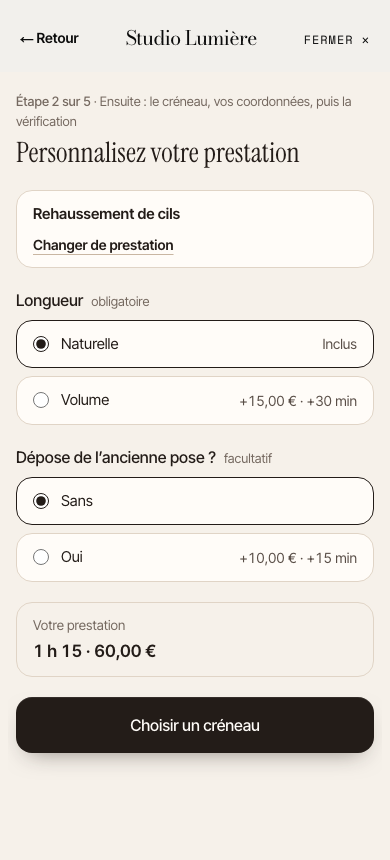 ←Retour
Studio Lumière
FERMER ×
Étape 2 sur 5 · Ensuite : le créneau, vos coordonnées, puis la
vérification
Personnalisez votre prestation
Rehaussement de cils
Changer de prestation
Longueur obligatoire
Naturelle Inclus
Volume +15,00 € · +30 min
Dépose de l’ancienne pose ? facultatif
Sans
Oui +10,00 € · +15 min
Votre prestation
1 h 15 · 60,00 €
Choisir un créneau